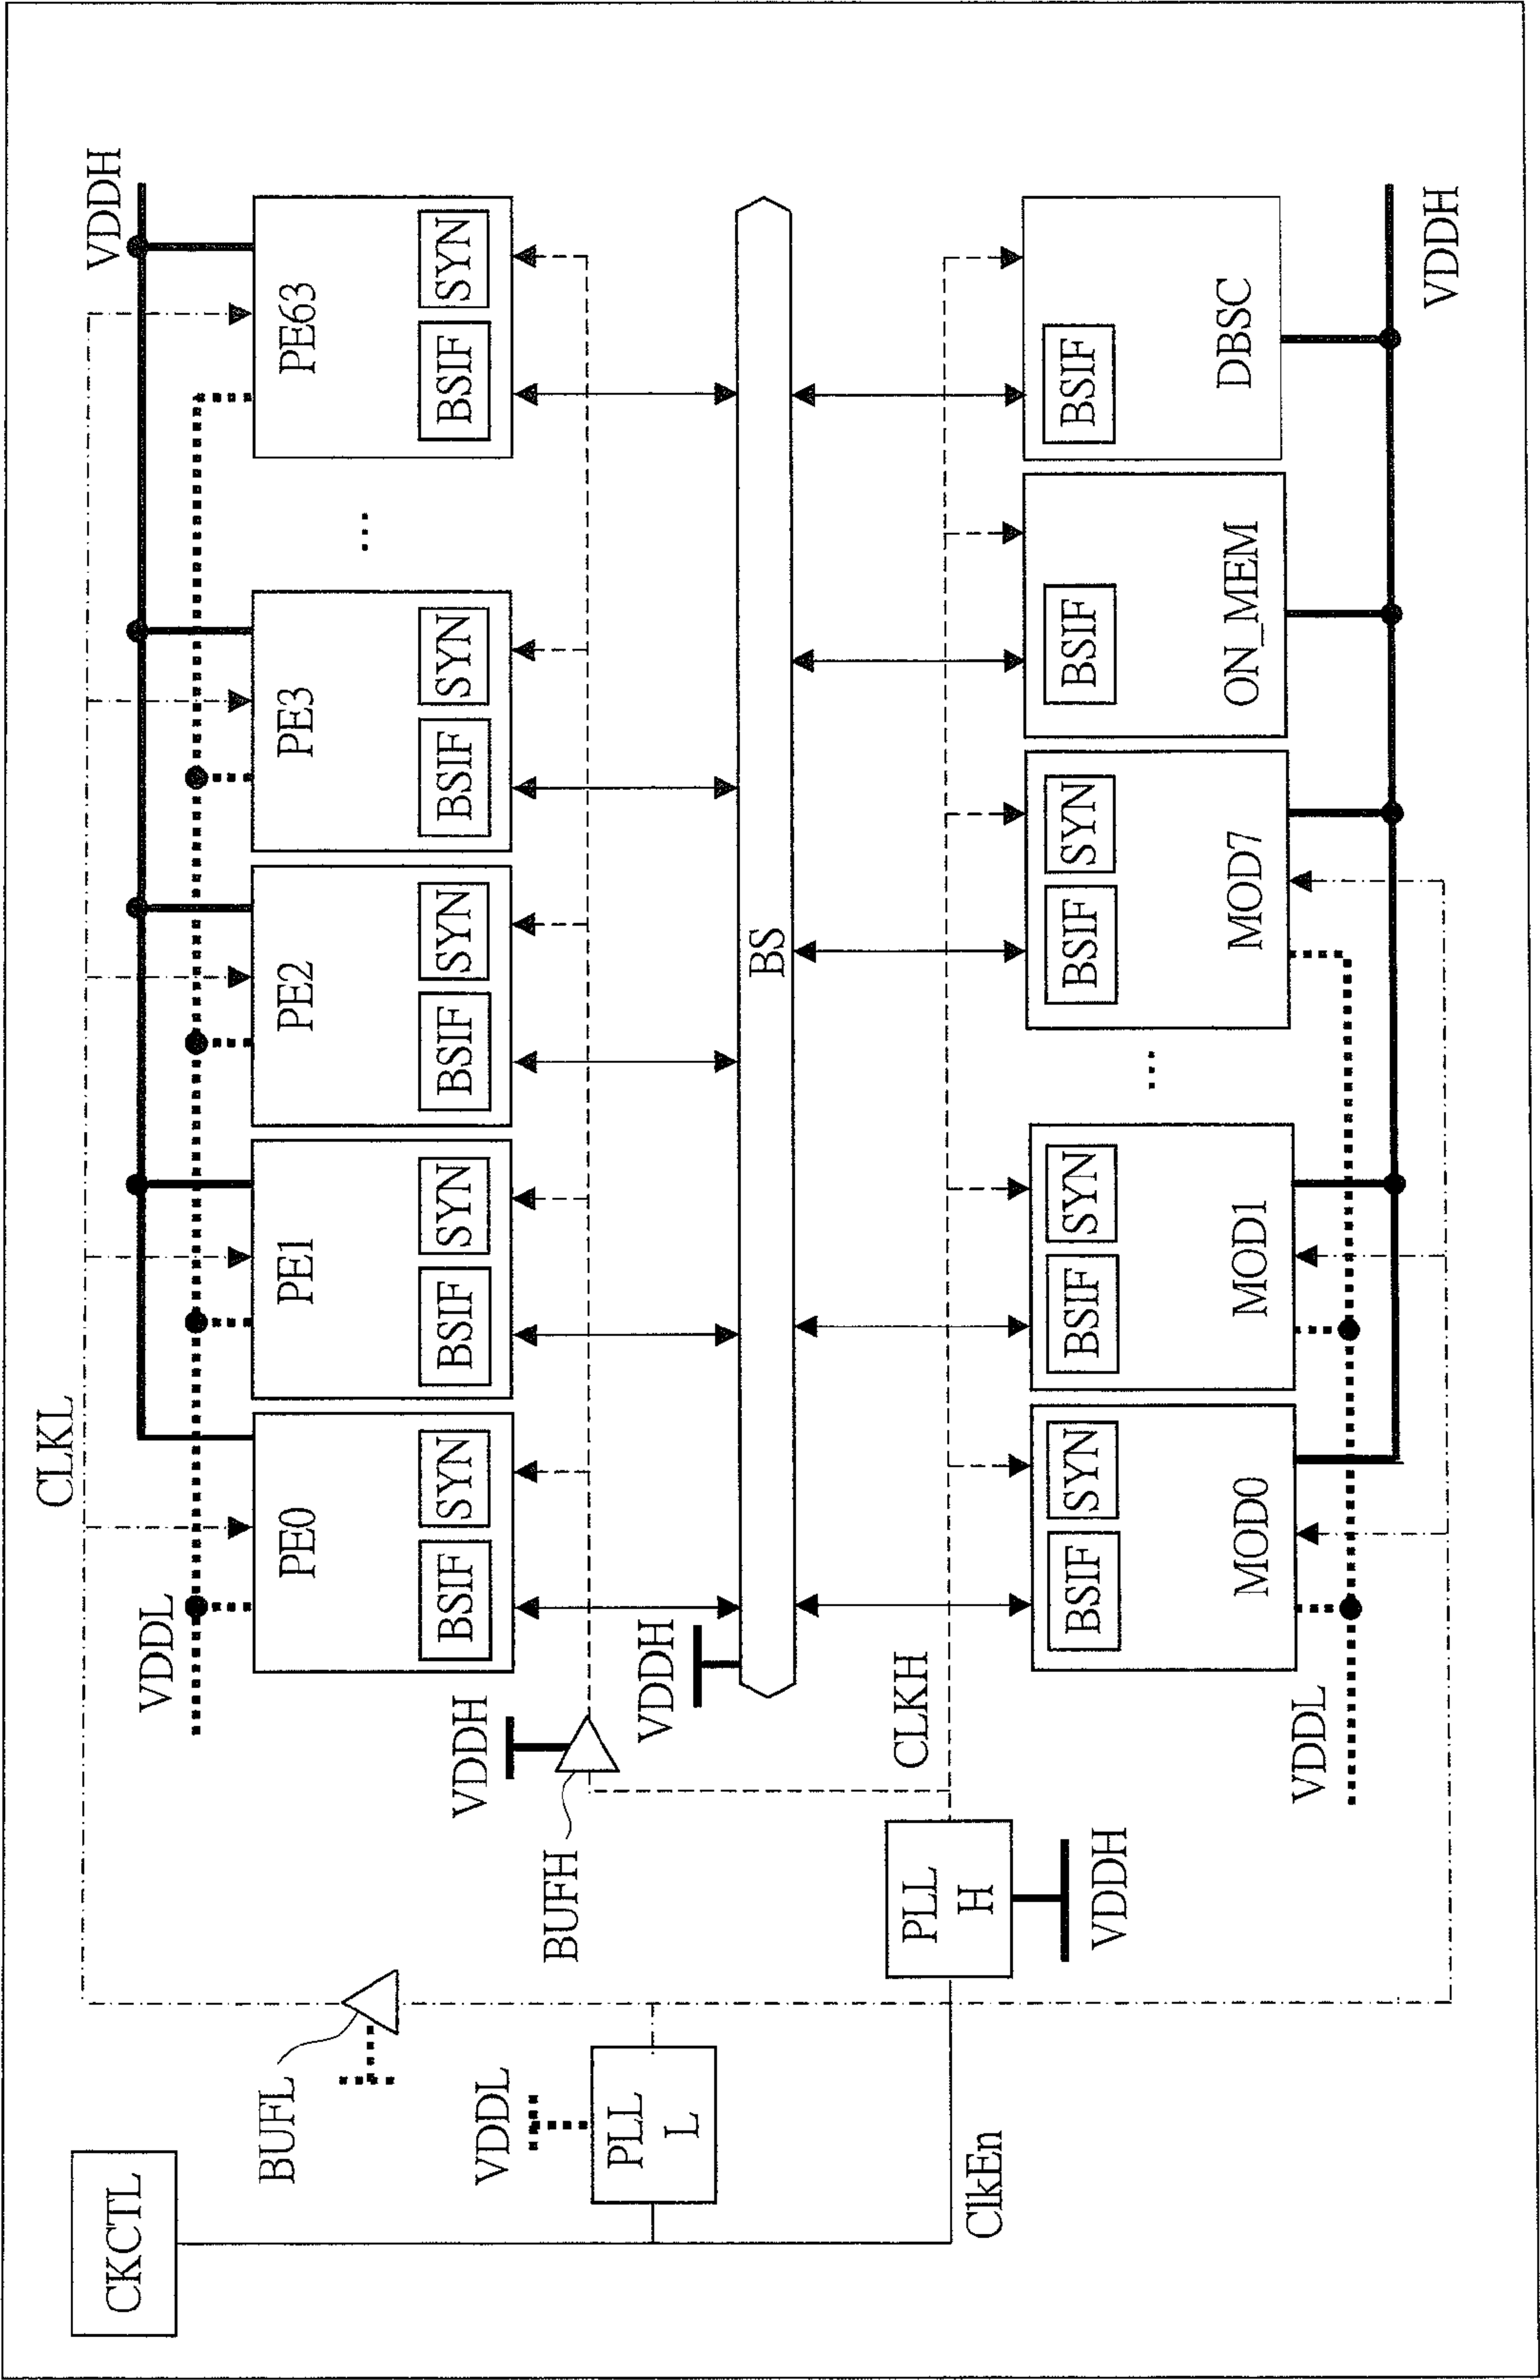 CKCTL
BUFL
CLKL
VDDL
VDDH
PE0
BSIF
SYN
PE1
BSIF
SYN
PE2
BSIF
SYN
PE3
BSIF
SYN
...
PE63
BSIF
SYN
VDDL
PLL
L
BUFH
VDDH
VDDH
BS
ClkEn
PLL
H
VDDH
CLKH
BSIF
SYN
MOD0
BSIF
SYN
MOD1
...
BSIF
SYN
MOD7
BSIF
ON_MEM
BSIF
DBSC
VDDL
VDDH